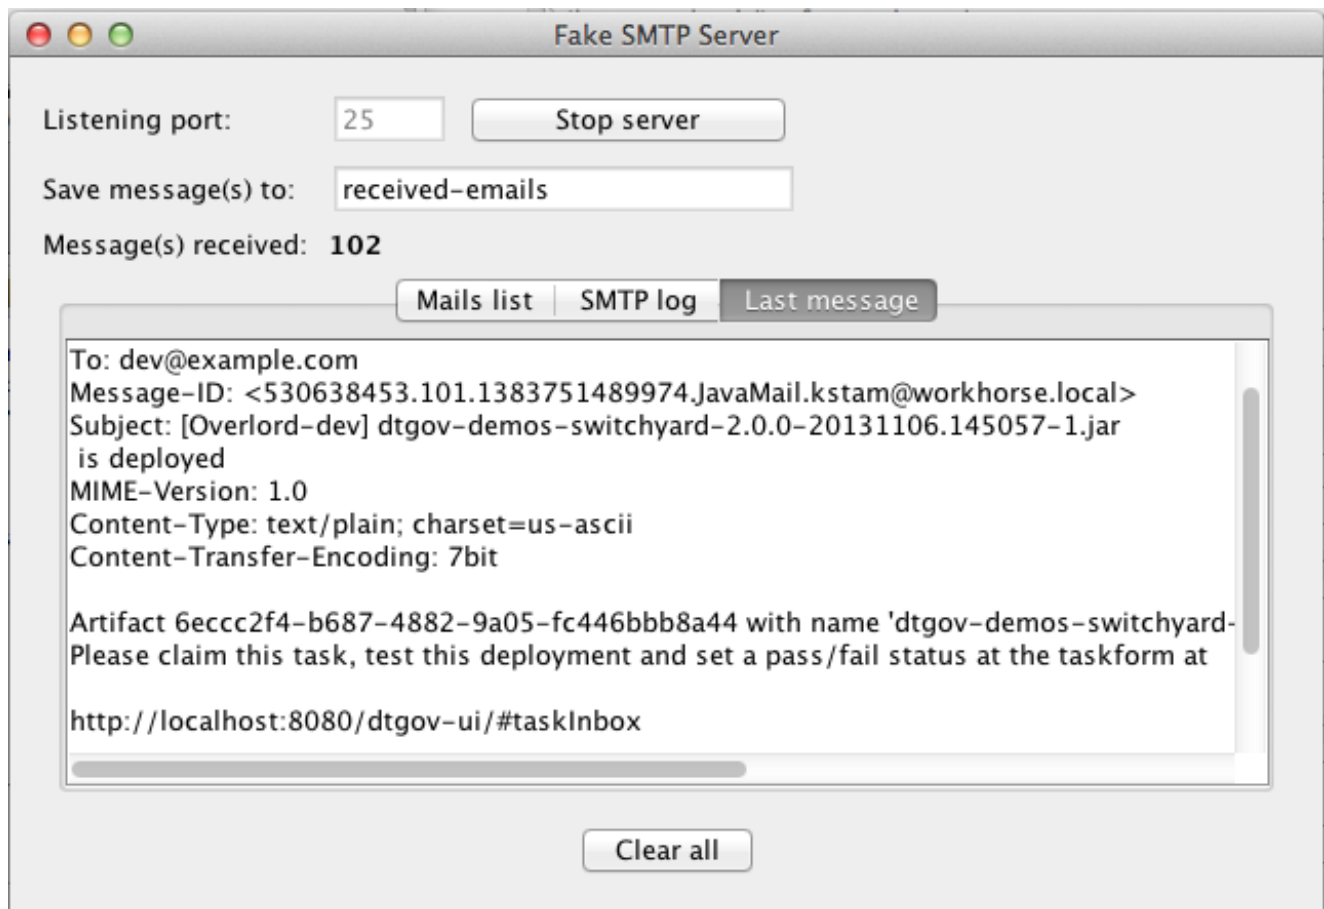 Fake SMTP Server
Listening port: 25 Stop server
Save message(s) to: received-emails
Message(s) received: 102
Mails list SMTP log Last message
To: dev@example.com
Message-ID: <530638453.101.1383751489974.JavaMail.kstam@workhorse.local>
Subject: [Overlord-dev] dtgov-demos-switchyard-2.0.0-20131106.145057-1.jar
 is deployed
MIME-Version: 1.0
Content-Type: text/plain; charset=us-ascii
Content-Transfer-Encoding: 7bit
Artifact 6eccc2f4-b687-4882-9a05-fc446bbb8a44 with name 'dtgov-demos-switchyard-
Please claim this task, test this deployment and set a pass/fail status at the taskform at
http://localhost:8080/dtgov-ui/#taskInbox
Clear all